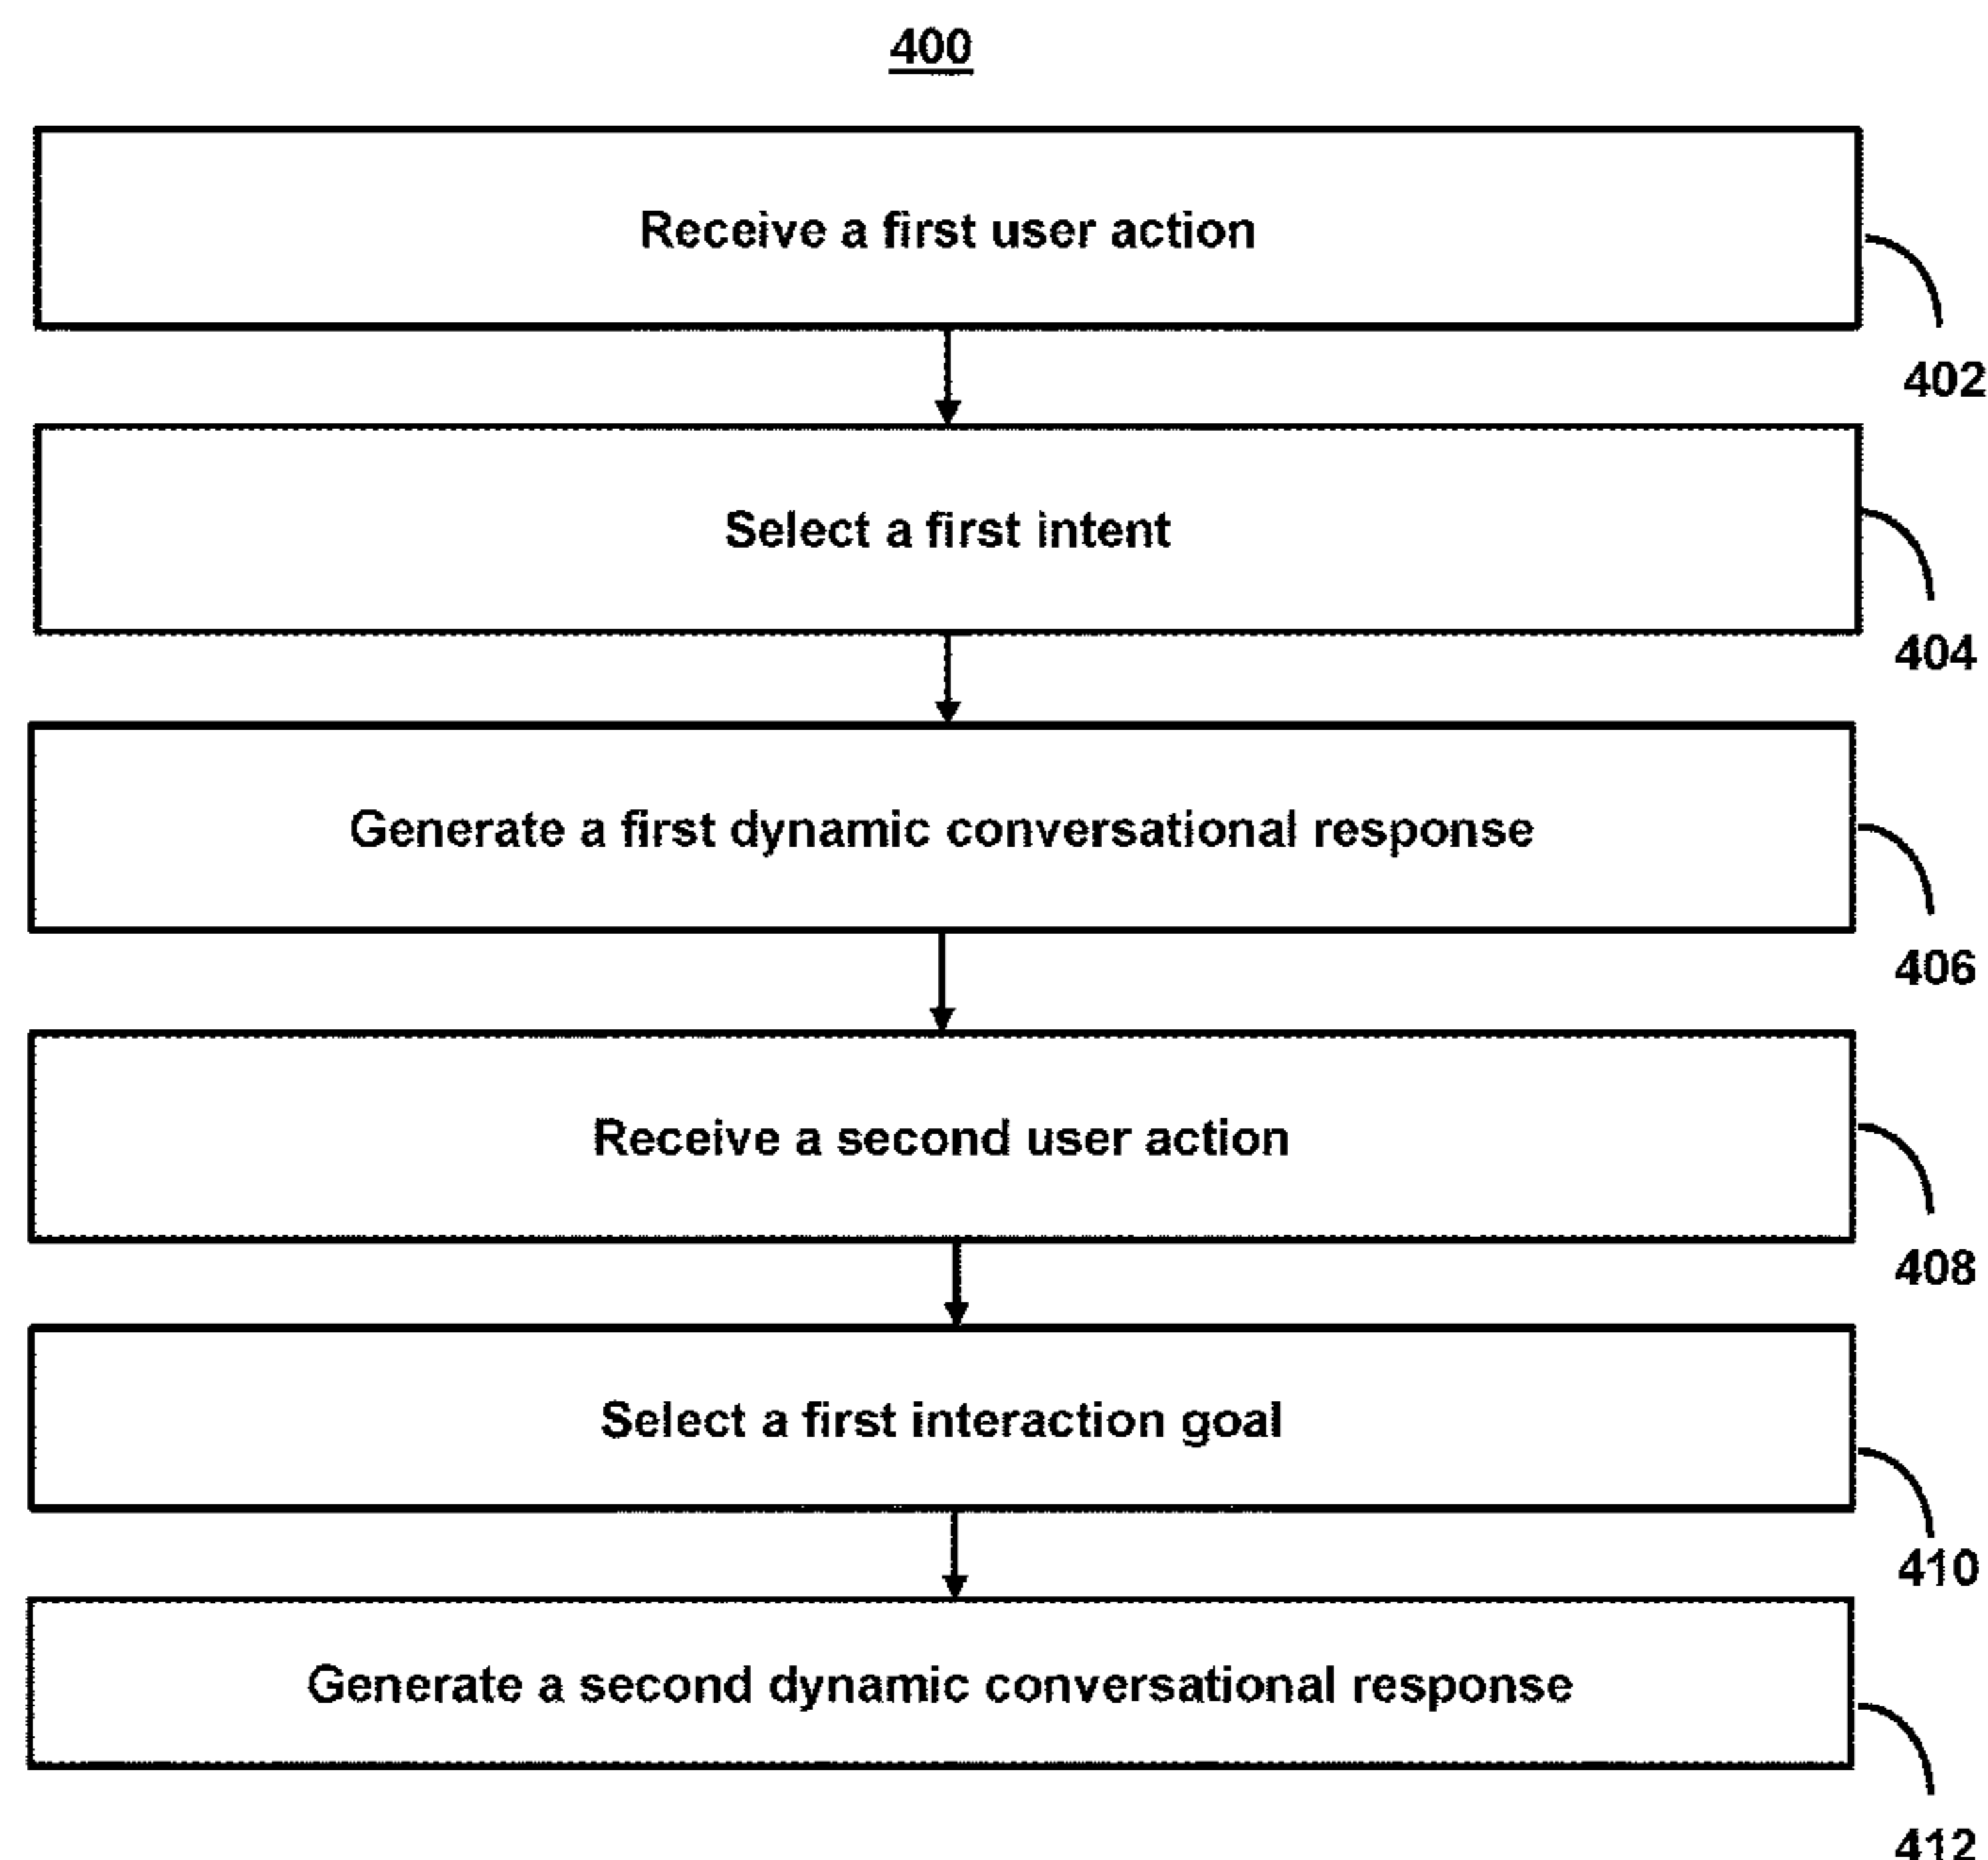 400
Receive a first user action
402
Select a first intent
404
Generate a first dynamic conversational response
406
Receive a second user action
408
Select a first interaction goal
410
Generate a second dynamic conversational response
412